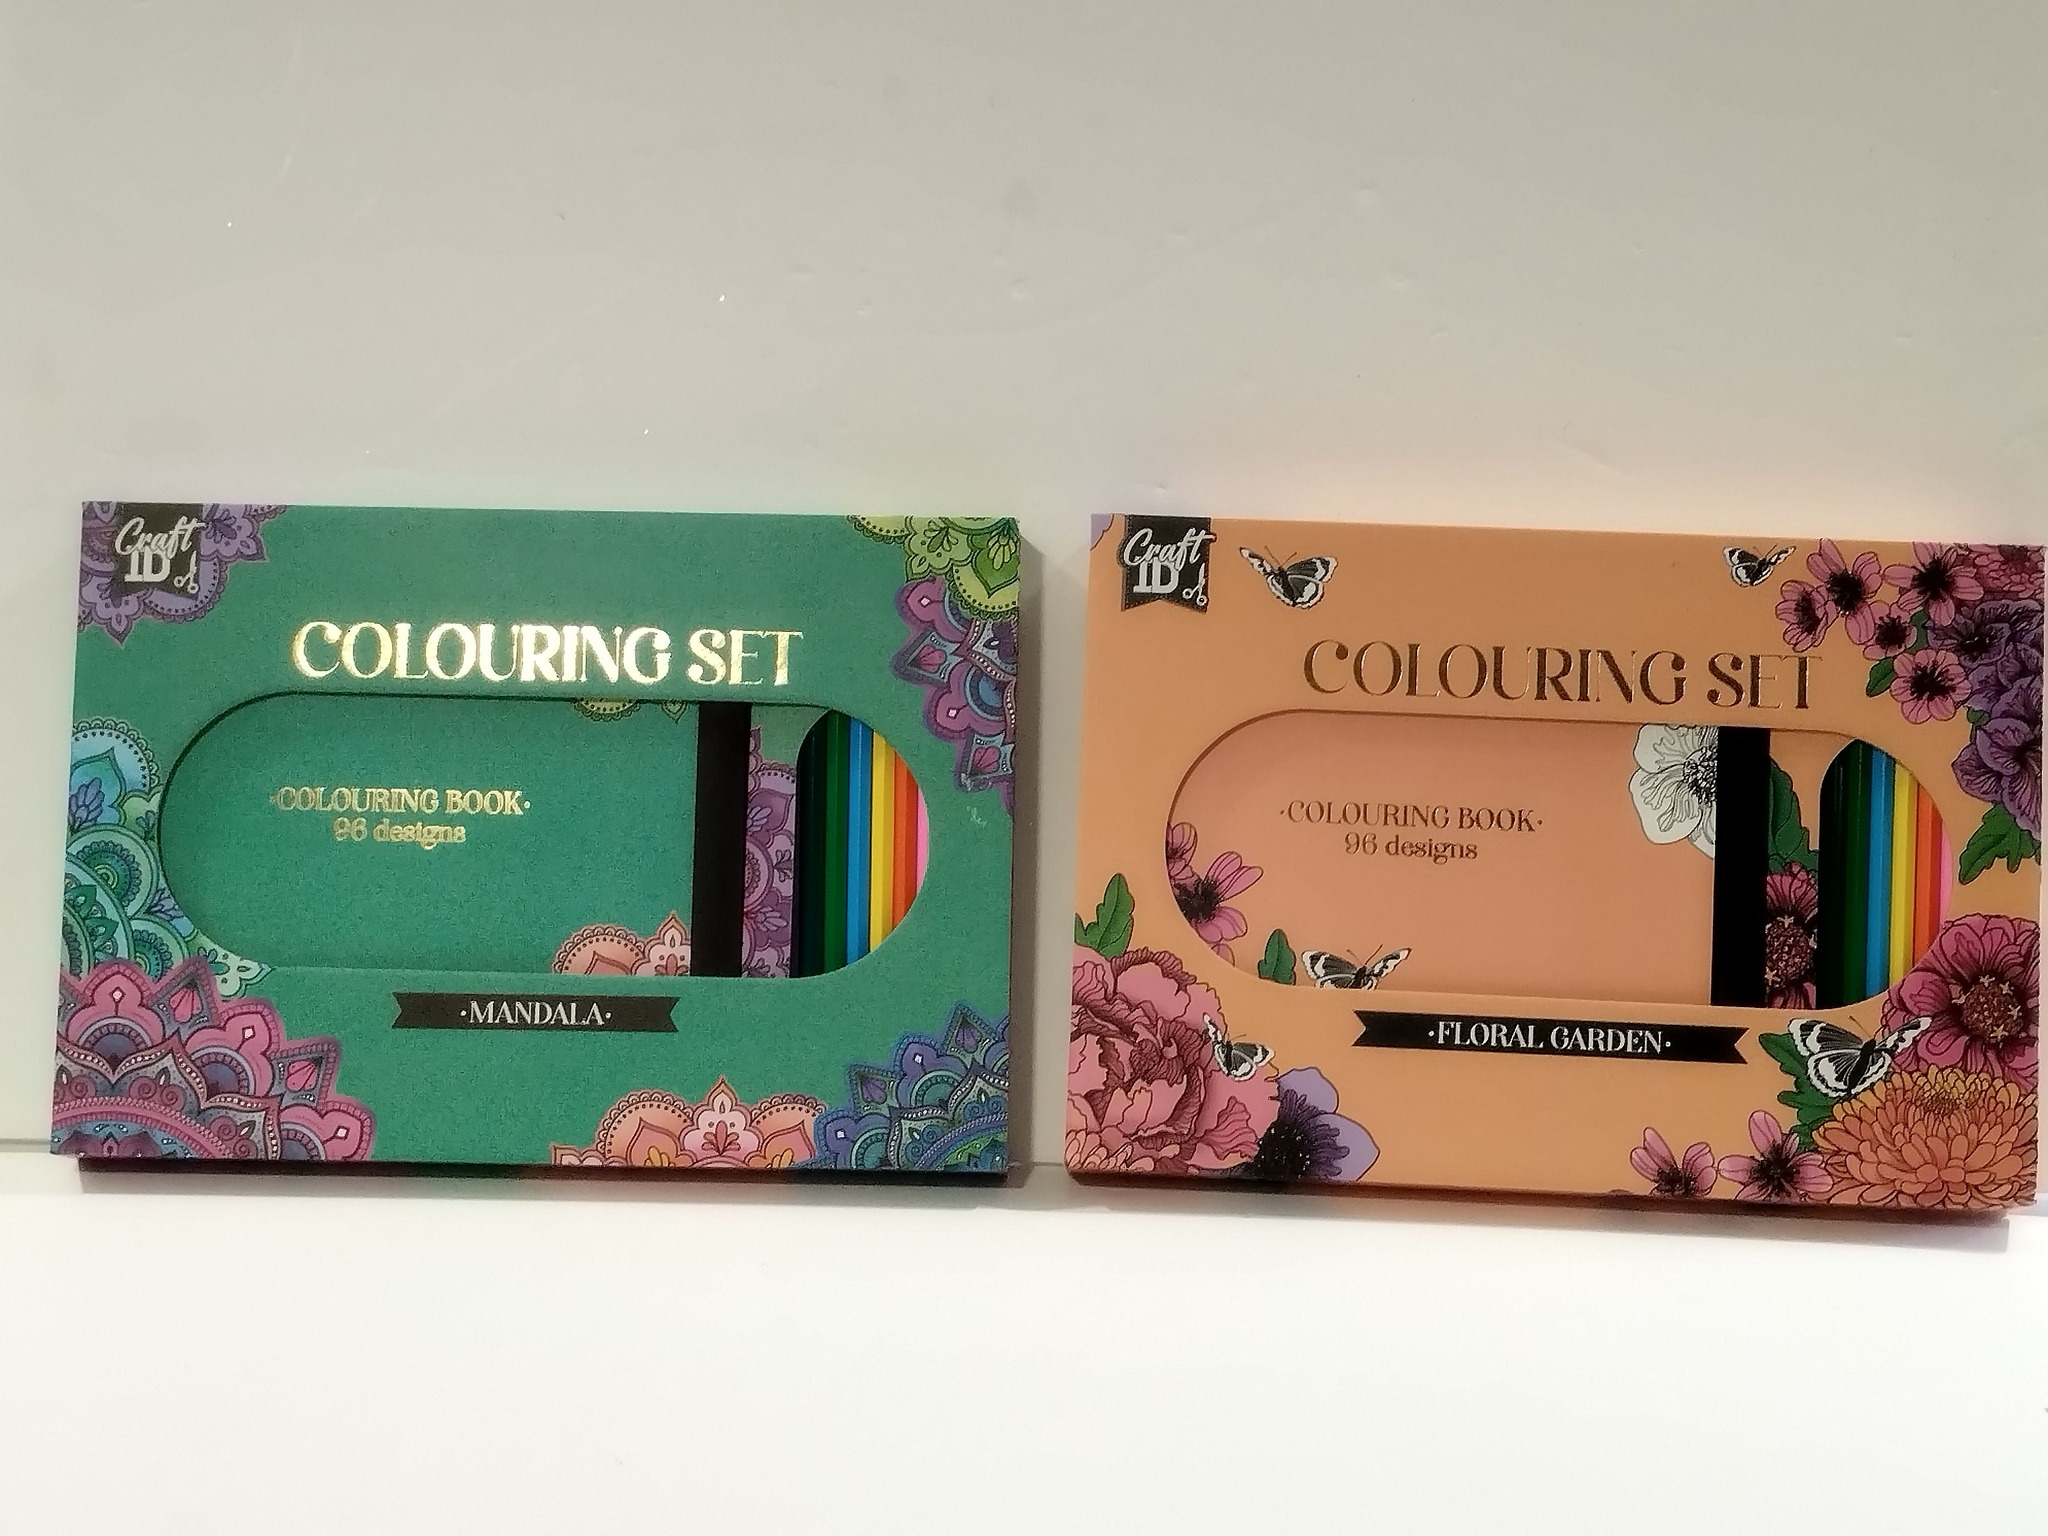 Craft
ID
COLOURING SET
·COLOURING BOOK·
96 designs
·MANDALA·
Craft
ID
COLOURING SET
·COLOURING BOOK·
96 designs
·FLORAL GARDEN·